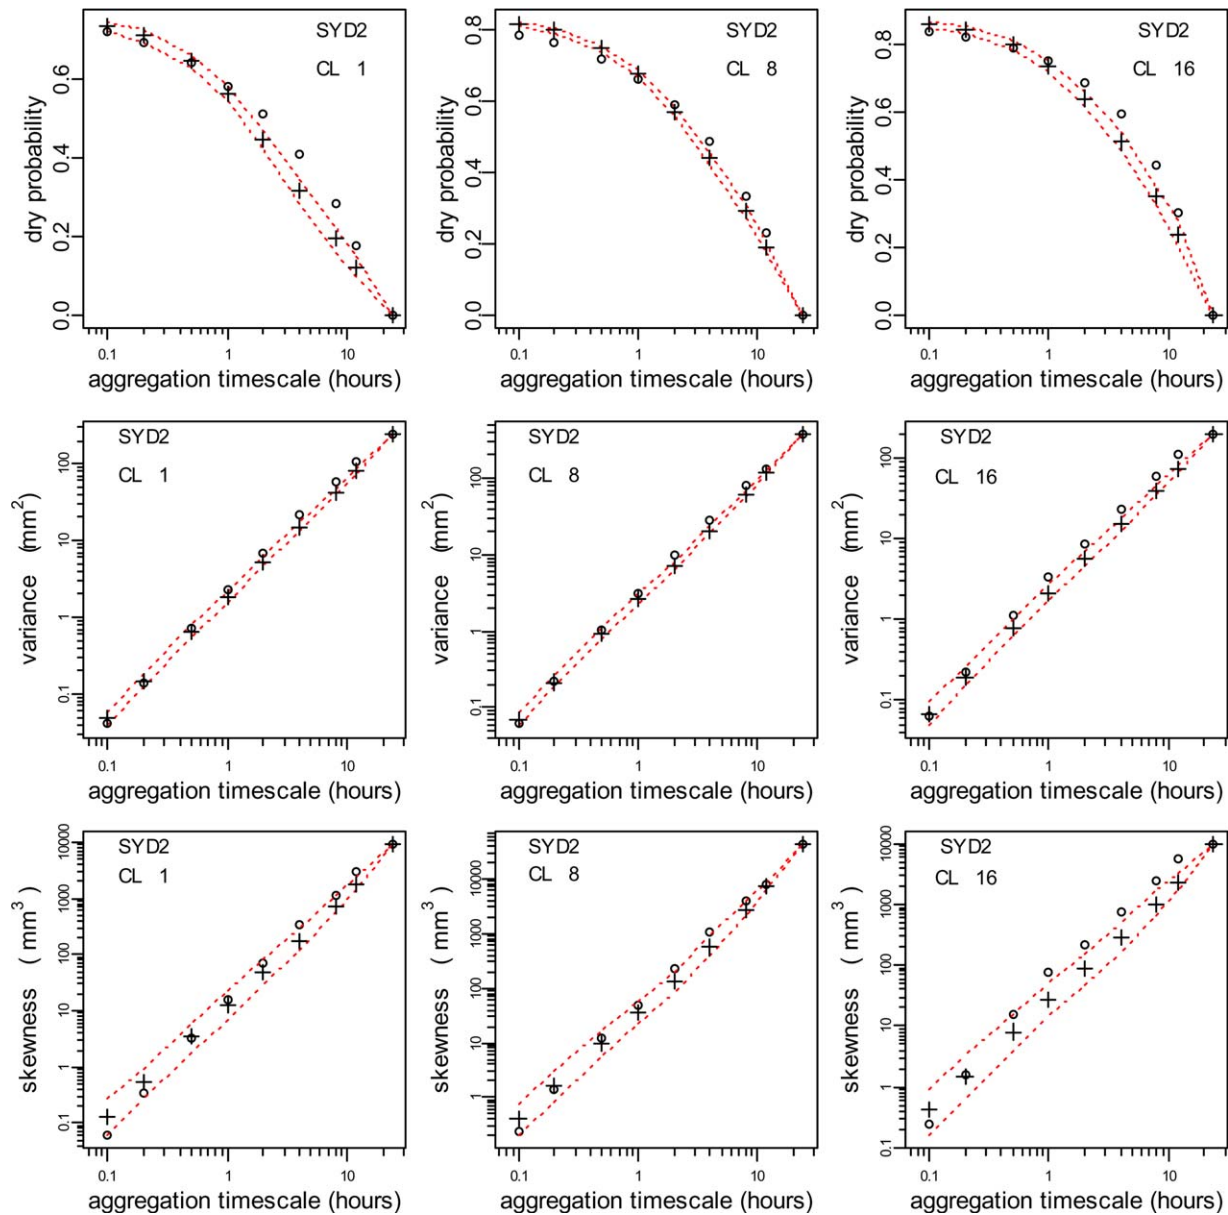 SYD2
CL 1
dry probability
0.0 0.2 0.4 0.6
0.1 1 10
aggregation timescale (hours)
SYD2
CL 8
dry probability
0.0 0.2 0.4 0.6 0.8
0.1 1 10
aggregation timescale (hours)
SYD2
CL 16
dry probability
0.0 0.2 0.4 0.6 0.8
0.1 1 10
aggregation timescale (hours)
SYD2
CL 1
variance (mm²)
0.1 1 10 100
0.1 1 10
aggregation timescale (hours)
SYD2
CL 8
variance (mm²)
0.1 1 10 100
0.1 1 10
aggregation timescale (hours)
SYD2
CL 16
variance (mm²)
0.1 1 10 100
0.1 1 10
aggregation timescale (hours)
SYD2
CL 1
skewness (mm³)
0.1 1 10 100 1000 10000
0.1 1 10
aggregation timescale (hours)
SYD2
CL 8
skewness (mm³)
1 10 100 1000 10000
0.1 1 10
aggregation timescale (hours)
SYD2
CL 16
skewness (mm³)
0.1 1 10 100 1000 10000
0.1 1 10
aggregation timescale (hours)